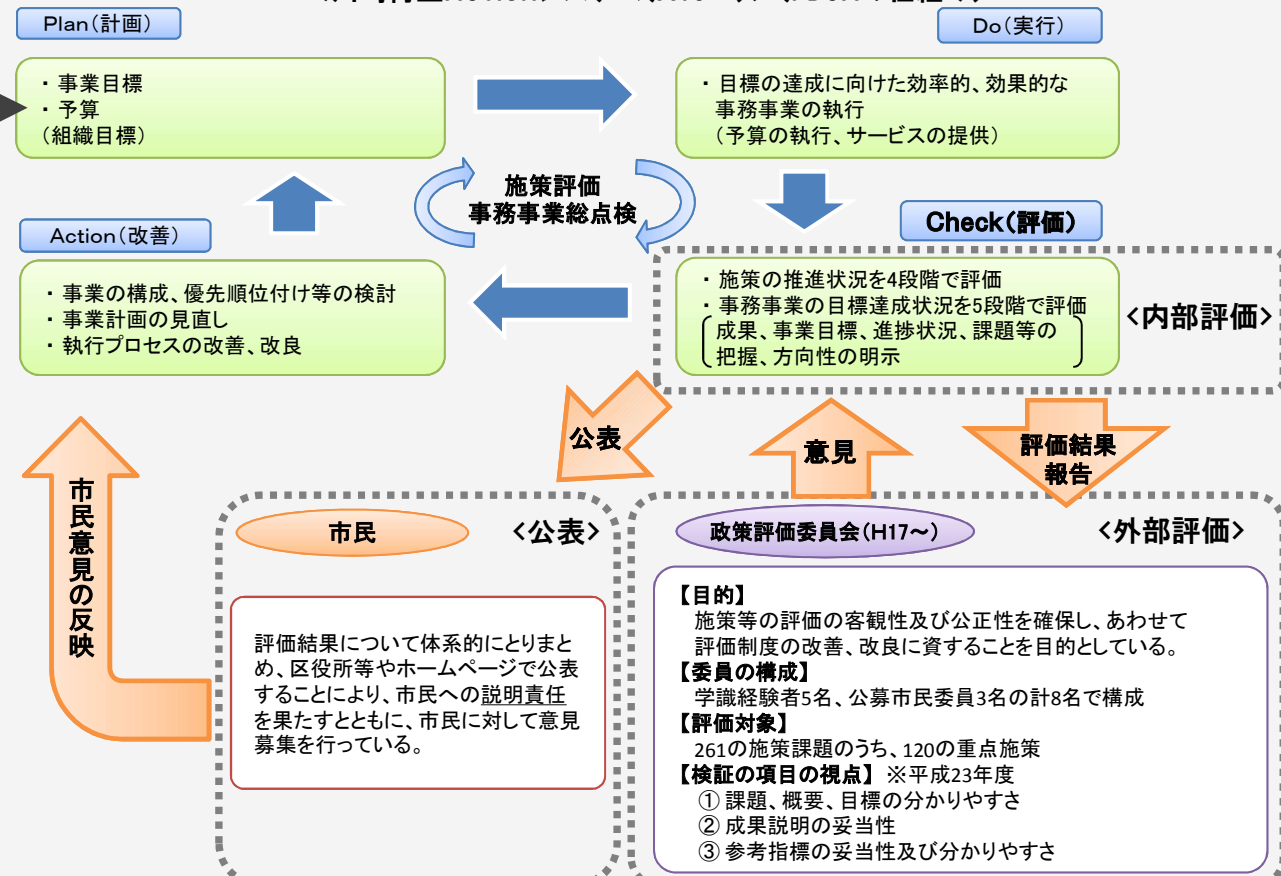 Plan(計画)
Do(実行)
・ 事業目標
・ 予算
(組織目標)
・ 目標の達成に向けた効率的、効果的な
事務事業の執行
(予算の執行、サービスの提供)
施策評価
事務事業総点検
Action(改善)
Check(評価)
・ 事業の構成、優先順位付け等の検討
・ 事業計画の見直し
・ 執行プロセスの改善、改良
・ 施策の推進状況を4段階で評価
・ 事務事業の目標達成状況を5段階で評価
成果、事業目標、進捗状況、課題等の
把握、方向性の明示
<内部評価>
公表
意見
評価結果
報告
市民意見の反映
市民
<公表>
評価結果について体系的にとりまと
め、区役所等やホームページで公表
することにより、市民への説明責任
を果たすとともに、市民に対して意見
募集を行っている。
政策評価委員会(H17~)
<外部評価>
【目的】
施策等の評価の客観性及び公正性を確保し、あわせて
評価制度の改善、改良に資することを目的としている。
【委員の構成】
学識経験者5名、公募市民委員3名の計8名で構成
【評価対象】
261の施策課題のうち、120の重点施策
【検証の項目の視点】 ※平成23年度
① 課題、概要、目標の分かりやすさ
② 成果説明の妥当性
③ 参考指標の妥当性及び分かりやすさ